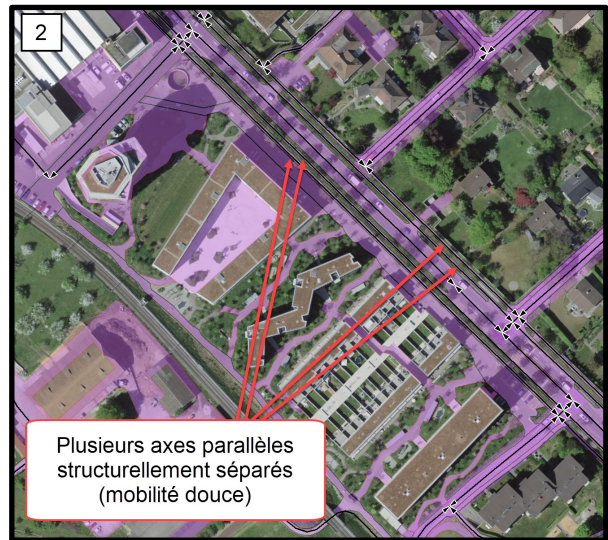 2
Plusieurs axes parallèles
structurellement séparés
(mobilité douce)